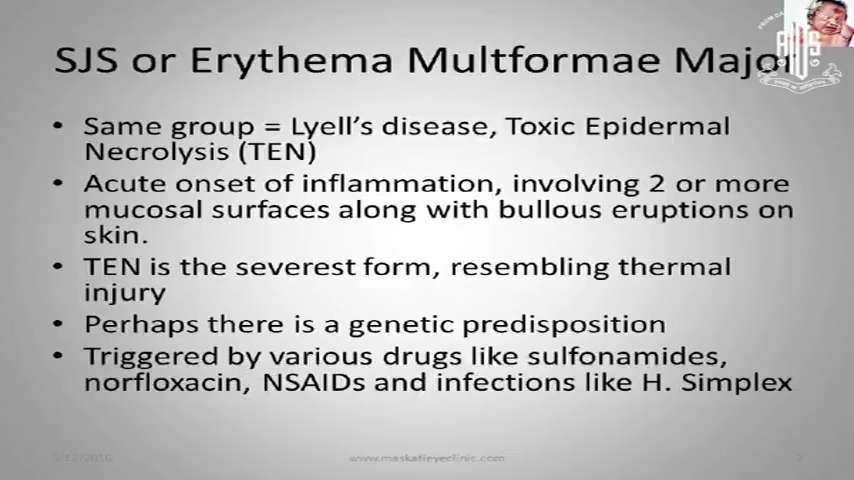 SJS or Erythema Multformae Major
• Same group = Lyell's disease, Toxic Epidermal
Necrolysis (TEN)
• Acute onset of inflammation, involving 2 or more
mucosal surfaces along with bullous eruptions on
skin.
• TEN is the severest form, resembling thermal
injury
• Perhaps there is a genetic predisposition
• Triggered by various drugs like sulfonamides,
norfloxacin, NSAIDs and infections like H. Simplex
www.maskatieyeclinic.com
2